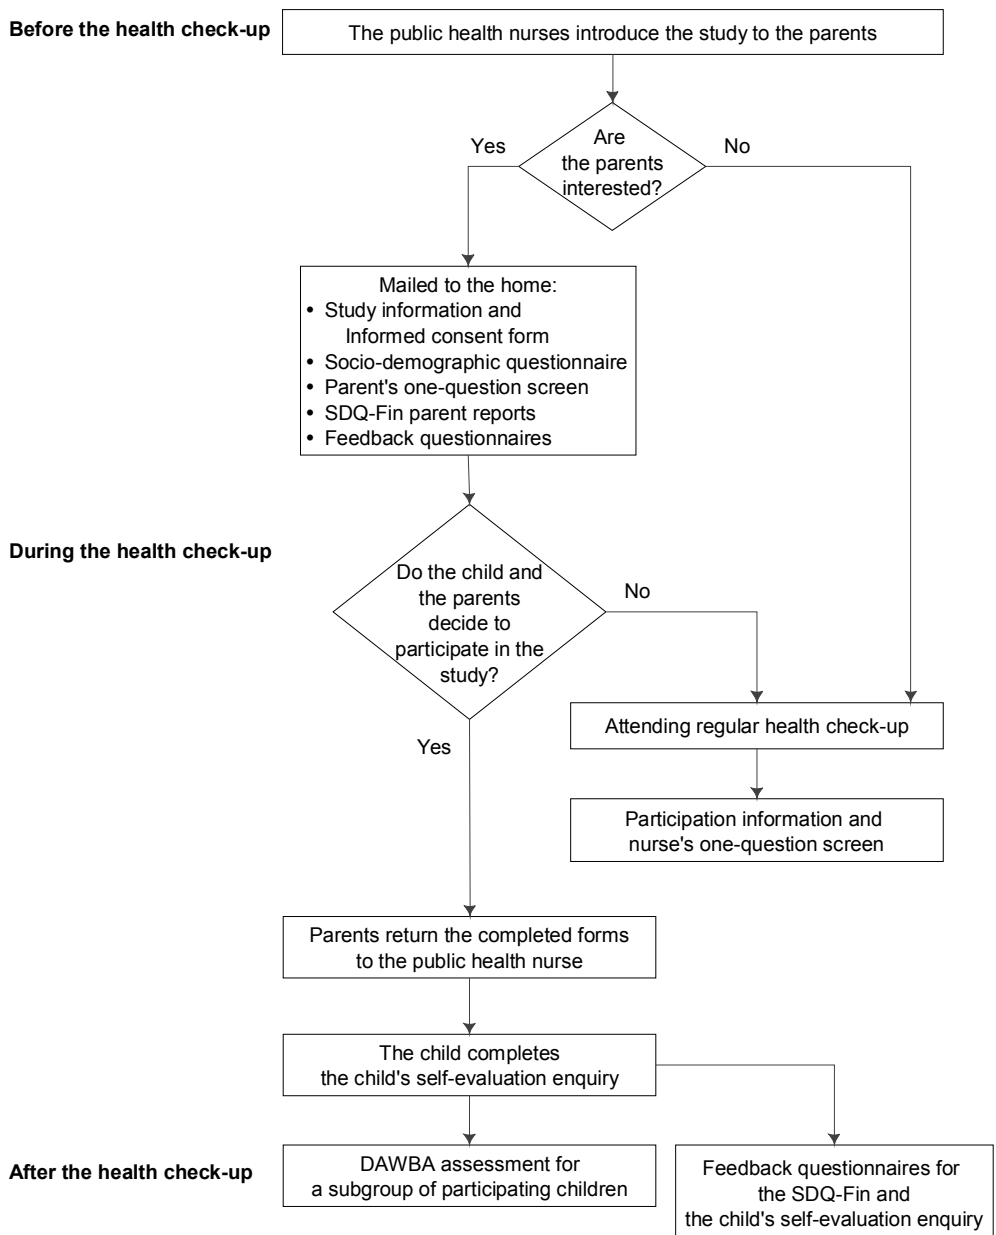 Before the health check-up
The public health nurses introduce the study to the parents
Are
the parents
interested?
Yes
No
Mailed to the home:
• Study information and
Informed consent form
• Socio-demographic questionnaire
• Parent's one-question screen
• SDQ-Fin parent reports
• Feedback questionnaires
During the health check-up
Do the child and
the parents
decide to
participate in the
study?
No
Yes
Attending regular health check-up
Participation information and
nurse's one-question screen
Parents return the completed forms
to the public health nurse
The child completes
the child's self-evaluation enquiry
After the health check-up
DAWBA assessment for
a subgroup of participating children
Feedback questionnaires for
the SDQ-Fin and
the child's self-evaluation enquiry